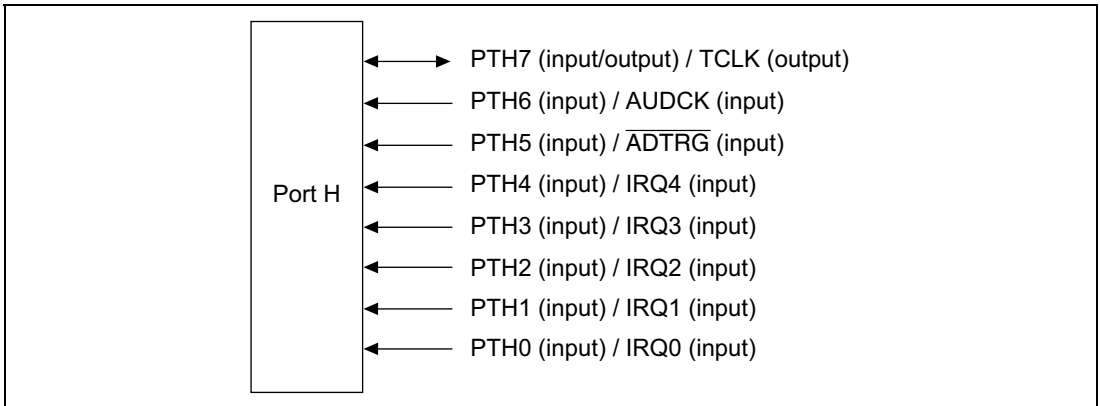 PTH7 (input/output) / TCLK (output)
PTH6 (input) / AUDCK (input)
PTH5 (input) / ADTRG (input)
Port H
PTH4 (input) / IRQ4 (input)
PTH3 (input) / IRQ3 (input)
PTH2 (input) / IRQ2 (input)
PTH1 (input) / IRQ1 (input)
PTH0 (input) / IRQ0 (input)